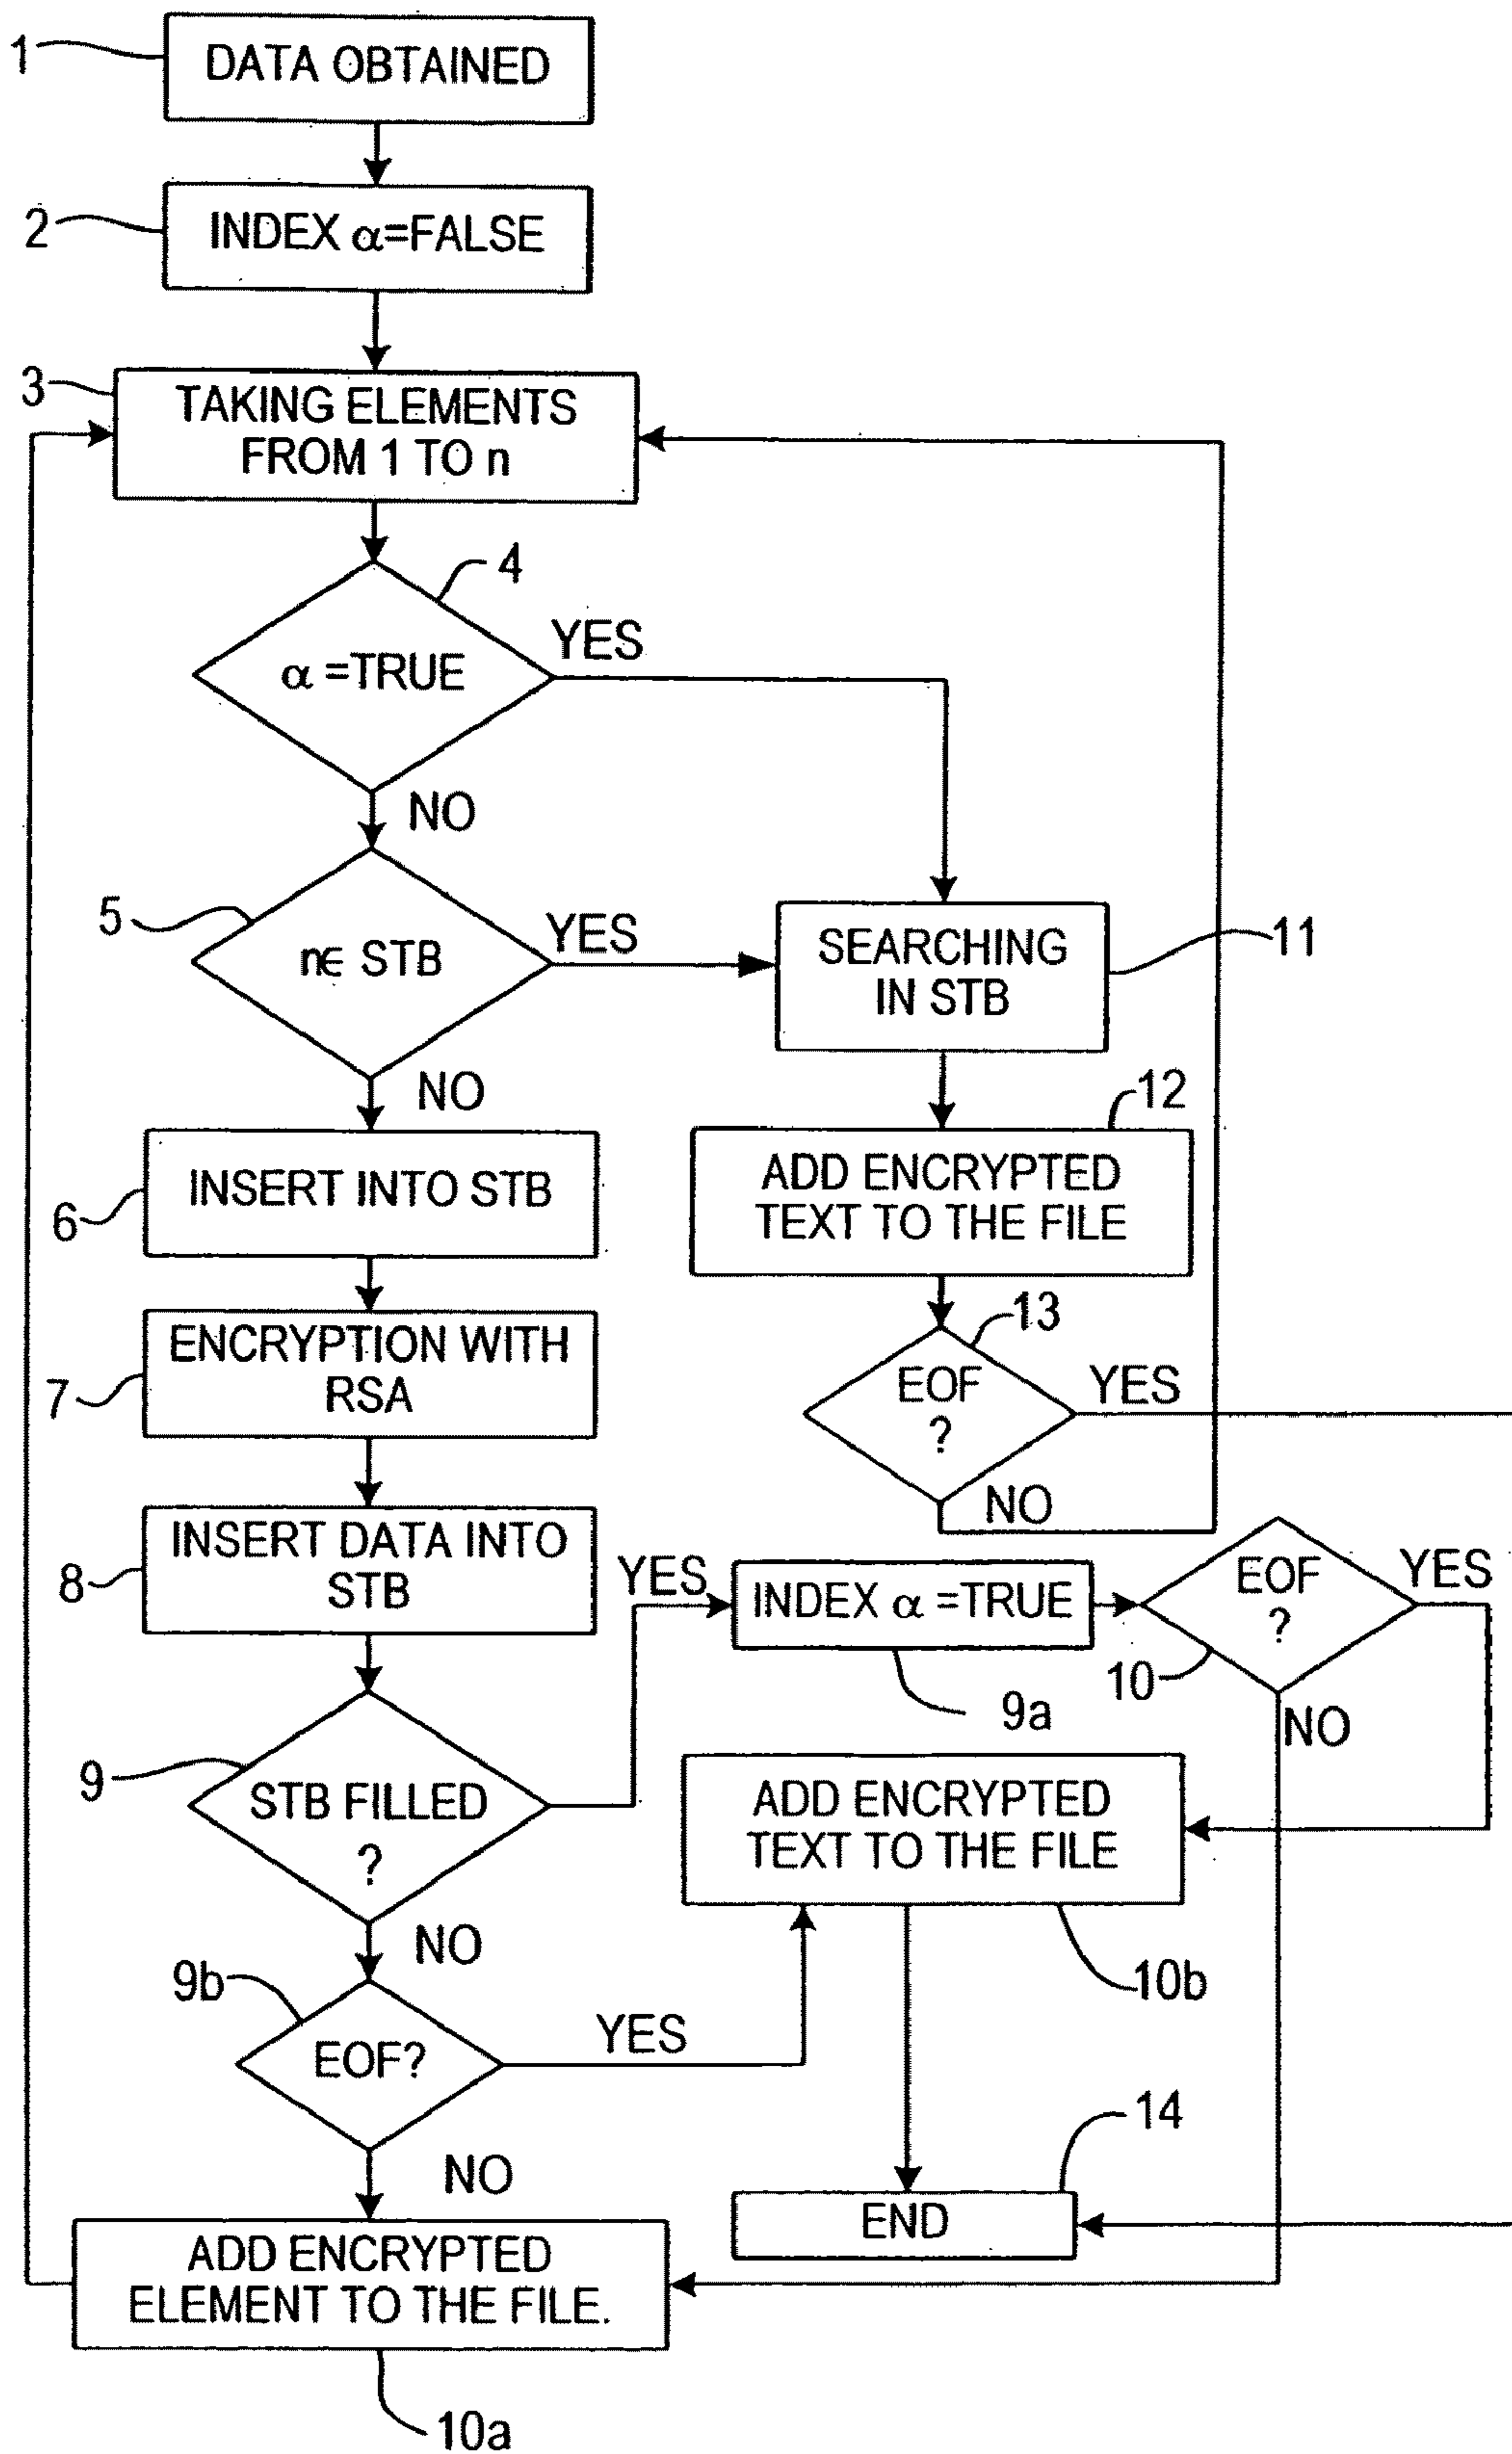 1
DATA OBTAINED
2
INDEX α=FALSE
3
TAKING ELEMENTS
FROM 1 TO n
4
α =TRUE
YES
NO
5
n∈ STB
YES
NO
SEARCHING
IN STB
11
12
ADD ENCRYPTED
TEXT TO THE FILE
6
INSERT INTO STB
13
EOF
?
YES
NO
7
ENCRYPTION WITH
RSA
8
INSERT DATA INTO
STB
YES
INDEX α =TRUE
9a
EOF
?
YES
10
NO
9
STB FILLED
?
NO
ADD ENCRYPTED
TEXT TO THE FILE
10b
9b
EOF?
YES
NO
14
END
ADD ENCRYPTED
ELEMENT TO THE FILE.
10a